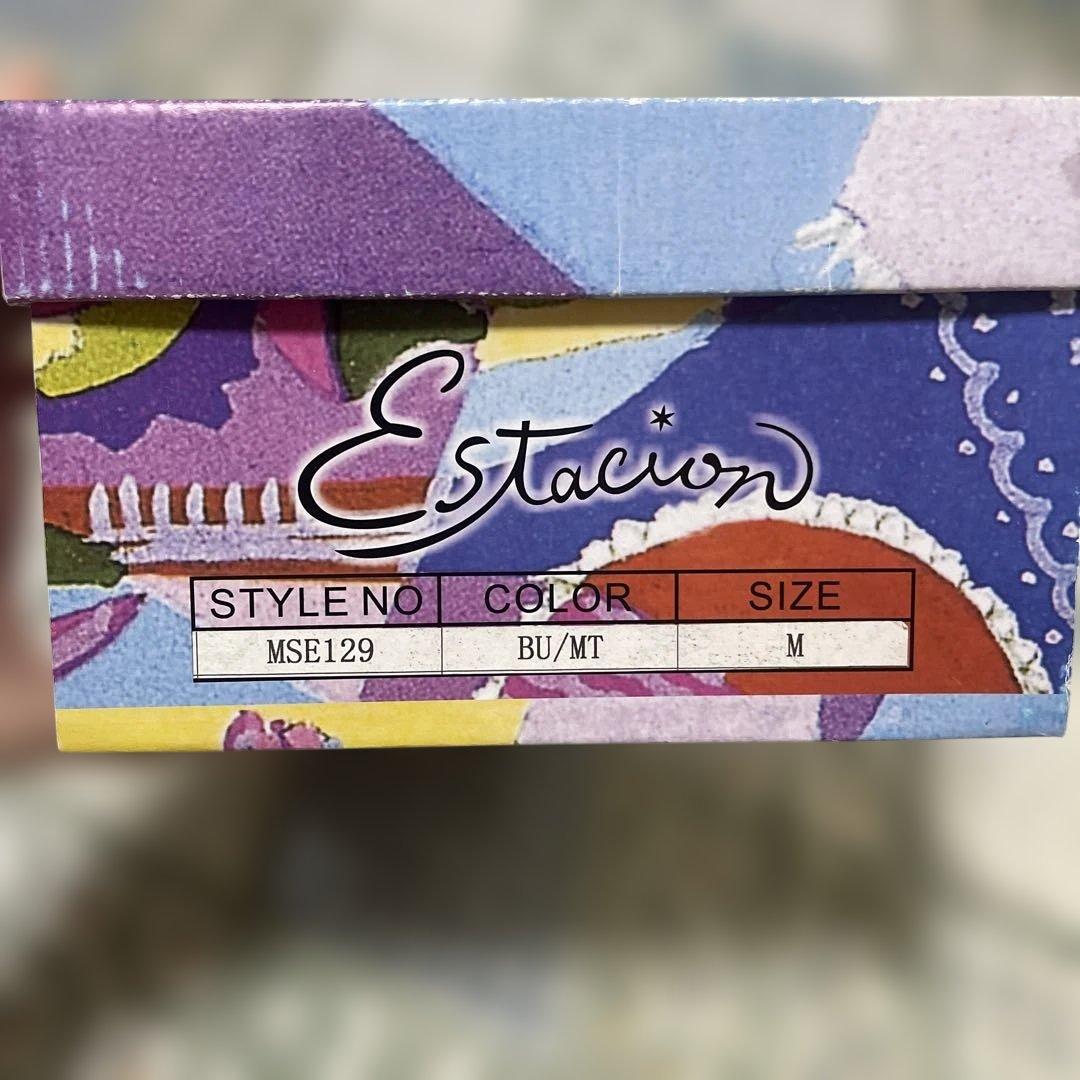 Estacion
STYLE NO COLOR SIZE
MSE129 BU/MT M